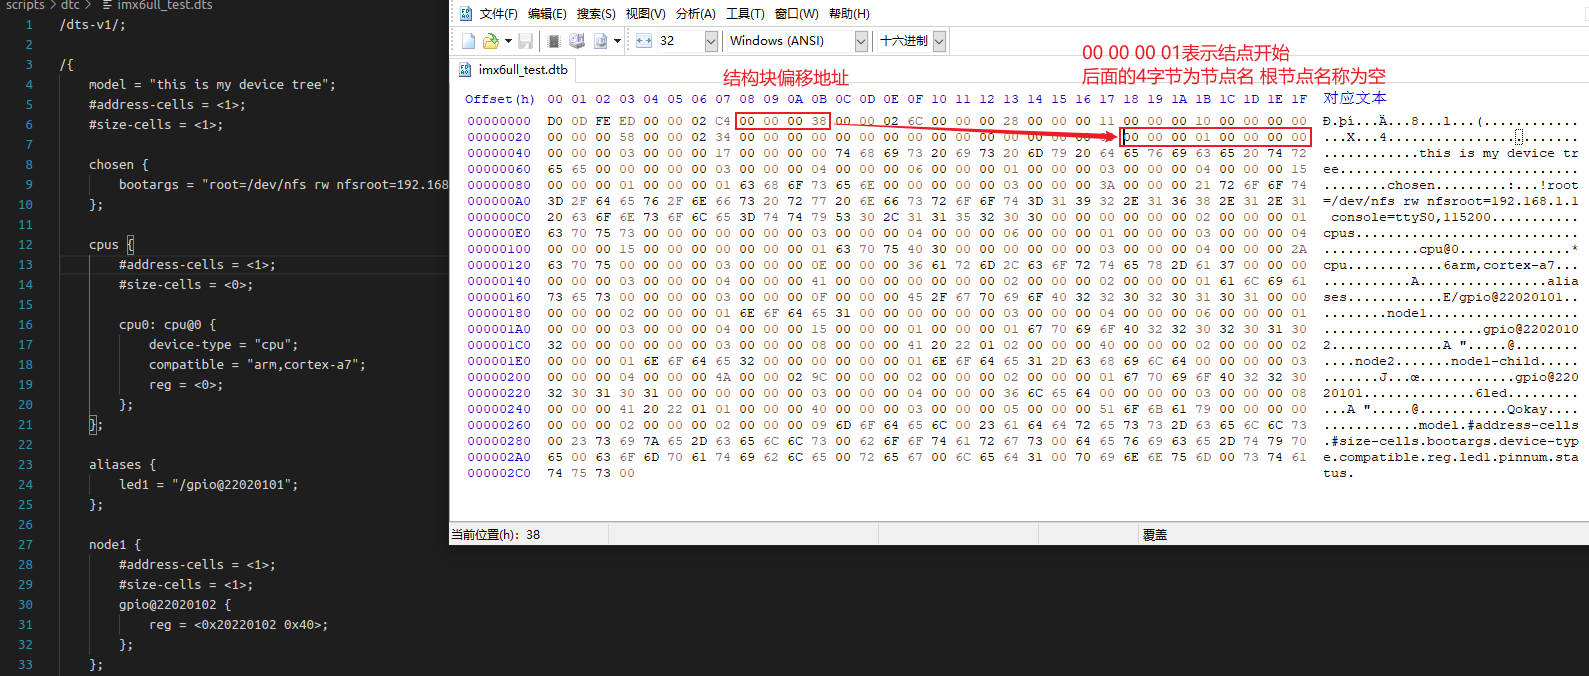 scripts > dtc > imx6ull_test.dts
1 /dts-v1/;
2
3 /{
4 model = "this is my device tree";
5 #address-cells = <1>;
6 #size-cells = <1>;
7
8 chosen {
9 bootargs = "root=/dev/nfs rw nfsroot=192.168
10 };
11
12 cpus {
13 #address-cells = <1>;
14 #size-cells = <0>;
15
16 cpu0: cpu@0 {
17 device-type = "cpu";
18 compatible = "arm,cortex-a7";
19 reg = <0>;
20 };
21 };
22
23 aliases {
24 led1 = "/gpio@22020101";
25 };
26
27 node1 {
28 #address-cells = <1>;
29 #size-cells = <1>;
30 gpio@22020102 {
31 reg = <0x20220102 0x40>;
32 };
33 };
文件(F) 编辑(E) 搜索(S) 视图(V) 分析(A) 工具(T) 窗口(W) 帮助(H)
32 Windows (ANSI) 十六进制
imx6ull_test.dtb
结构块偏移地址
00 00 00 01表示结点开始
后面的4字节为节点名 根节点名称为空
Offset(h) 00 01 02 03 04 05 06 07 08 09 0A 0B 0C 0D 0E 0F 10 11 12 13 14 15 16 17 18 19 1A 1B 1C 1D 1E 1F 对应文本
00000000 D0 0D FE ED 00 00 02 C4 00 00 00 38 00 00 02 6C 00 00 00 28 00 00 00 11 00 00 00 10 00 00 00 00 Ð.þí...Ä...8...l...(............
00000020 00 00 00 58 00 00 02 34 00 00 00 00 00 00 00 00 00 00 00 00 00 00 00 00 00 00 00 01 00 00 00 00 ...X...4........................
00000040 00 00 00 03 00 00 00 17 00 00 00 00 74 68 69 73 20 69 73 20 6D 79 20 64 65 76 69 63 65 20 74 72 ............this is my device tr
00000060 65 65 00 00 00 00 00 03 00 00 00 04 00 00 00 06 00 00 00 01 00 00 00 03 00 00 00 04 00 00 00 15 ee..............................
00000080 00 00 00 01 00 00 00 01 63 68 6F 73 65 6E 00 00 00 00 00 03 00 00 00 3A 00 00 00 21 72 6F 6F 74 ........chosen.........:...!root
000000A0 3D 2F 64 65 76 2F 6E 66 73 20 72 77 20 6E 66 73 72 6F 6F 74 3D 31 39 32 2E 31 36 38 2E 31 2E 31 =/dev/nfs rw nfsroot=192.168.1.1
000000C0 20 63 6F 6E 73 6F 6C 65 3D 74 74 79 53 30 2C 31 31 35 32 30 30 00 00 00 00 00 00 02 00 00 00 01 console=ttyS0,115200...........
000000E0 63 70 75 73 00 00 00 00 00 00 00 03 00 00 00 04 00 00 00 06 00 00 00 01 00 00 00 03 00 00 00 04 cpus............................
00000100 00 00 00 15 00 00 00 00 00 00 00 01 63 70 75 40 30 00 00 00 00 00 00 03 00 00 00 04 00 00 00 2A ............cpu@0..............*
00000120 63 70 75 00 00 00 00 03 00 00 00 0E 00 00 00 36 61 72 6D 2C 63 6F 72 74 65 78 2D 61 37 00 00 00 cpu............6arm,cortex-a7...
00000140 00 00 00 03 00 00 00 04 00 00 00 41 00 00 00 00 00 00 00 02 00 00 00 02 00 00 00 01 61 6C 69 61 ...........A................alia
00000160 73 65 73 00 00 00 00 03 00 00 00 0F 00 00 00 45 2F 67 70 69 6F 40 32 32 30 32 30 31 30 31 00 00 ses............E/gpio@22020101..
00000180 00 00 00 02 00 00 00 01 6E 6F 64 65 31 00 00 00 00 00 00 03 00 00 00 04 00 00 00 06 00 00 00 01 ........node1...................
000001A0 00 00 00 03 00 00 00 04 00 00 00 15 00 00 00 01 00 00 00 01 67 70 69 6F 40 32 32 30 32 30 31 30 ....................gpio@2202010
000001C0 32 00 00 00 00 00 00 03 00 00 00 08 00 00 00 41 20 22 01 02 00 00 00 40 00 00 00 02 00 00 00 02 2..............A ".....@........
000001E0 00 00 00 01 6E 6F 64 65 32 00 00 00 00 00 00 01 6E 6F 64 65 31 2D 63 68 69 6C 64 00 00 00 00 03 ....node2.......node1-child.....
00000200 00 00 00 04 00 00 00 4A 00 00 02 9C 00 00 00 02 00 00 00 02 00 00 00 01 67 70 69 6F 40 32 32 30 .......J...œ............gpio@220
00000220 32 30 31 30 31 00 00 00 00 00 00 03 00 00 00 04 00 00 00 36 6C 65 64 00 00 00 00 03 00 00 00 08 20101..............6led.........
00000240 00 00 00 41 20 22 01 01 00 00 00 40 00 00 00 03 00 00 00 05 00 00 00 51 6F 6B 61 79 00 00 00 00 ...A ".....@...........Qokay....
00000260 00 00 00 02 00 00 00 02 00 00 00 09 6D 6F 64 65 6C 00 23 61 64 64 72 65 73 73 2D 63 65 6C 6C 73 ............model.#address-cells
00000280 00 23 73 69 7A 65 2D 63 65 6C 6C 73 00 62 6F 6F 74 61 72 67 73 00 64 65 76 69 63 65 2D 74 79 70 .#size-cells.bootargs.device-typ
000002A0 65 00 63 6F 6D 70 61 74 69 62 6C 65 00 72 65 67 00 6C 65 64 31 00 70 69 6E 6E 75 6D 00 73 74 61 e.compatible.reg.led1.pinnum.sta
000002C0 74 75 73 00 tus.
当前位置(h): 38 覆盖